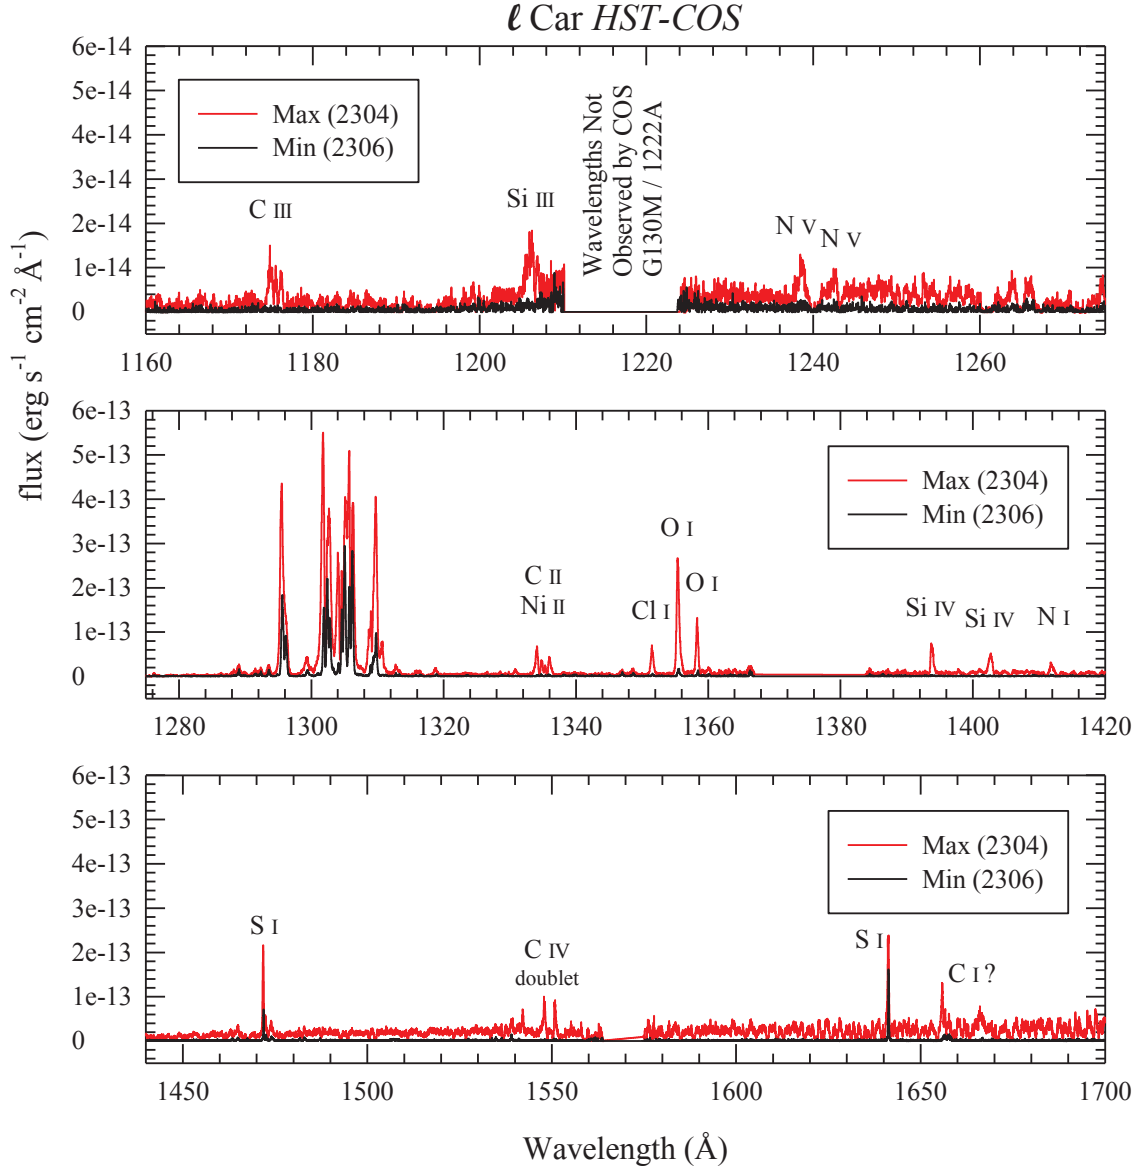 ℓ Car HST-COS
flux (erg s⁻¹ cm⁻² Å⁻¹)
6e-14
5e-14
4e-14
3e-14
2e-14
1e-14
0
Max (2304)
Min (2306)
C III
Si III
Wavelengths Not
Observed by COS
G130M / 1222A
N V
N V
1160
1180
1200
1220
1240
1260
6e-13
5e-13
4e-13
3e-13
2e-13
1e-13
0
Max (2304)
Min (2306)
C II
Ni II
Cl I
O I
O I
Si IV
Si IV
N I
1280
1300
1320
1340
1360
1380
1400
1420
6e-13
5e-13
4e-13
3e-13
2e-13
1e-13
0
Max (2304)
Min (2306)
S I
C IV
doublet
S I
C I ?
1450
1500
1550
1600
1650
1700
Wavelength (Å)